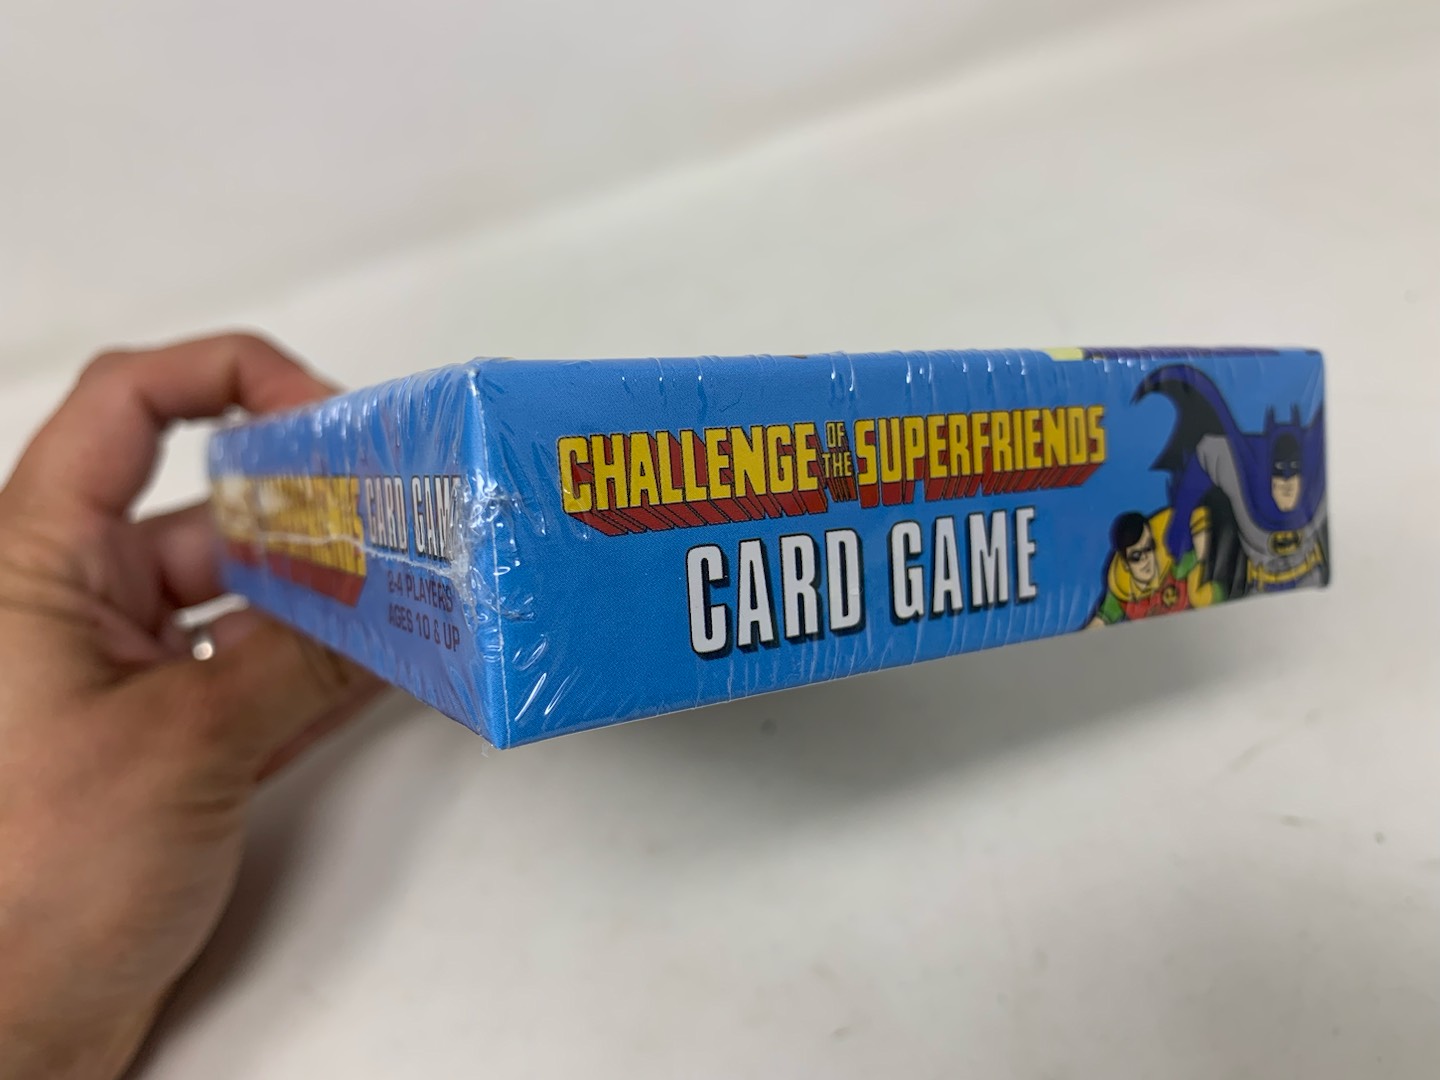 CHALLENGE OF THE SUPERFRIENDS
CARD GAME
CARD GAME
2-4 PLAYERS
AGES 10 & UP